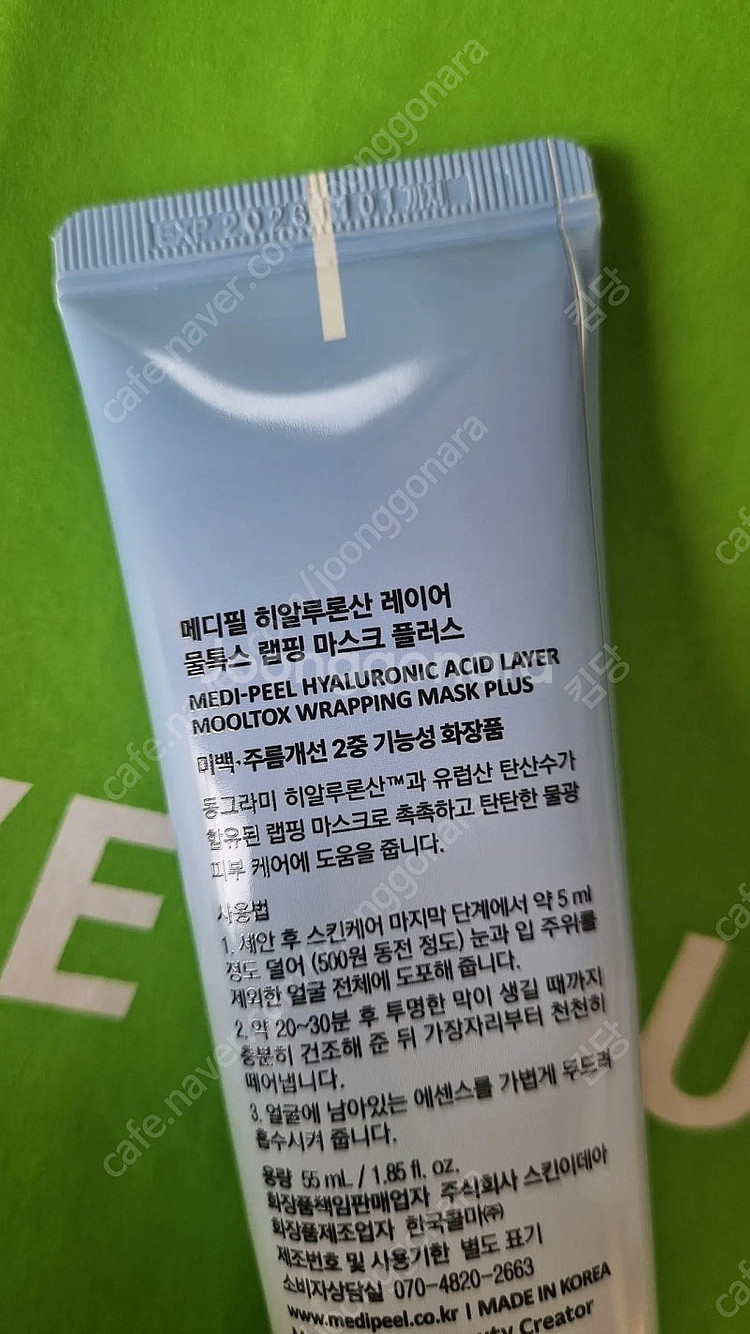 EXP 2026 01까지
메디필 히알루론산 레이어
물톡스 랩핑 마스크 플러스
MEDI-PEEL HYALURONIC ACID LAYER
MOOLTOX WRAPPING MASK PLUS
미백·주름개선 2중 기능성 화장품
동그라미 히알루론산™과 유럽산 탄산수가
함유된 랩핑 마스크로 촉촉하고 탄탄한 물광
피부 케어에 도움을 줍니다.
사용법
1. 세안 후 스킨케어 마지막 단계에서 약 5 ml
정도 덜어 (500원 동전 정도) 눈과 입 주위를
제외한 얼굴 전체에 도포해 줍니다.
2. 약 20~30분 후 투명한 막이 생길 때까지
충분히 건조해 준 뒤 가장자리부터 천천히
떼어냅니다.
3. 얼굴에 남아있는 에센스를 가볍게 두드려
흡수시켜 줍니다.
용량 55 mL / 1.85 fl. oz.
화장품책임판매업자 주식회사 스킨이데아
화장품제조업자 한국콜마㈜
제조번호 및 사용기한 별도 표기
소비자상담실 070-4820-2663
www.medipeel.co.kr I MADE IN KOREA
Creator
YE
U
cafe.naver.com/joonggonara
Joonggonara
킴당